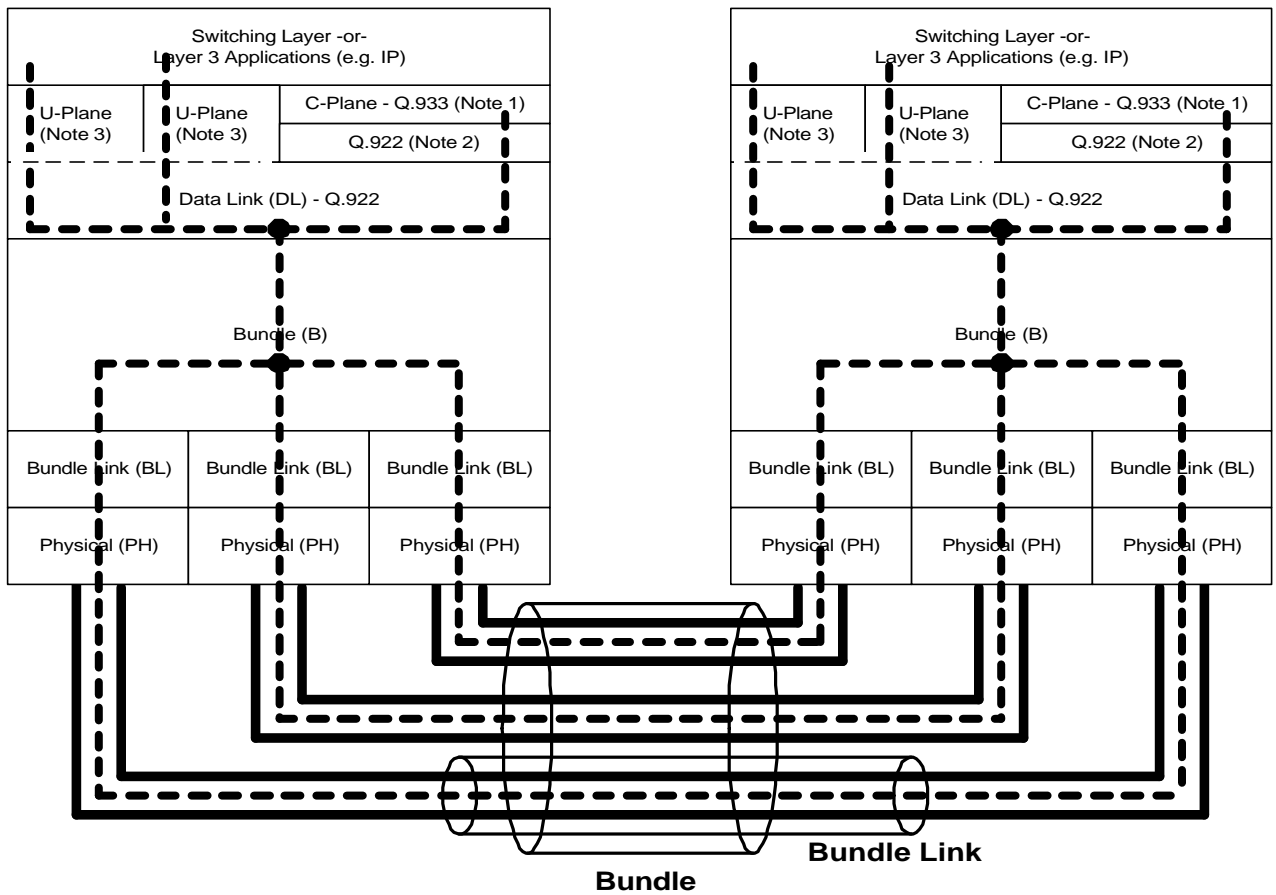 Switching Layer -or-
Layer 3 Applications (e.g. IP)
U-Plane
(Note 3)
U-Plane
(Note 3)
C-Plane - Q.933 (Note 1)
Q.922 (Note 2)
Data Link (DL) - Q.922
Bundle (B)
Bundle Link (BL)
Bundle Link (BL)
Bundle Link (BL)
Physical (PH)
Physical (PH)
Physical (PH)
Switching Layer -or-
Layer 3 Applications (e.g. IP)
U-Plane
(Note 3)
U-Plane
(Note 3)
C-Plane - Q.933 (Note 1)
Q.922 (Note 2)
Data Link (DL) - Q.922
Bundle (B)
Bundle Link (BL)
Bundle Link (BL)
Bundle Link (BL)
Physical (PH)
Physical (PH)
Physical (PH)
Bundle Link
Bundle